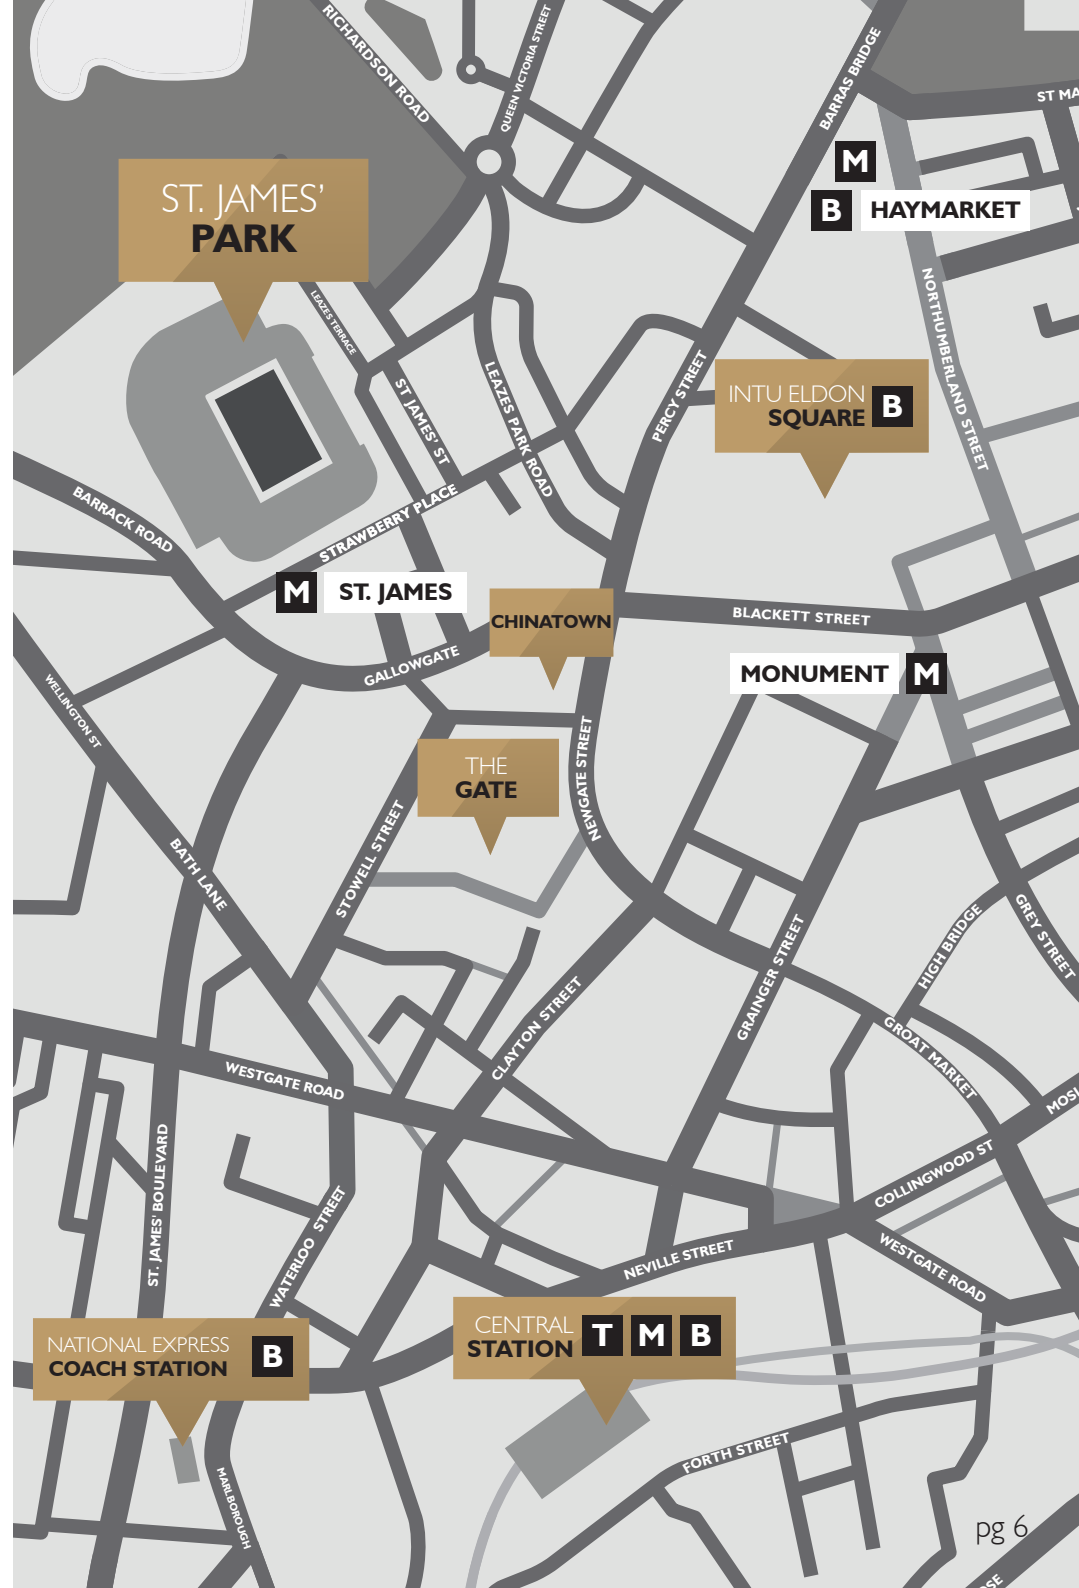 RICHARDSON ROAD
QUEEN VICTORIA STREET
BARRAS BRIDGE
ST MA
M
B
HAYMARKET
ST. JAMES’
PARK
LEAZES TERRACE
NORTHUMBERLAND STREET
ST JAMES' ST
LEAZES PARK ROAD
PERCY STREET
INTU ELDON
SQUARE
B
BARRACK ROAD
STRAWBERRY PLACE
M
ST. JAMES
CHINATOWN
BLACKETT STREET
GALLOWGATE
MONUMENT
M
WELLINGTON ST
NEWGATE STREET
THE
GATE
STOWELL STREET
BATH LANE
HIGH BRIDGE
GREY STREET
GRAINGER STREET
CLAYTON STREET
GROAT MARKET
WESTGATE ROAD
MOSL
ST. JAMES' BOULEVARD
COLLINGWOOD ST
WATERLOO STREET
NEVILLE STREET
WESTGATE ROAD
NATIONAL EXPRESS
COACH STATION
B
CENTRAL
STATION
T
M
B
FORTH STREET
MARLBOROUGH
pg 6
OSE